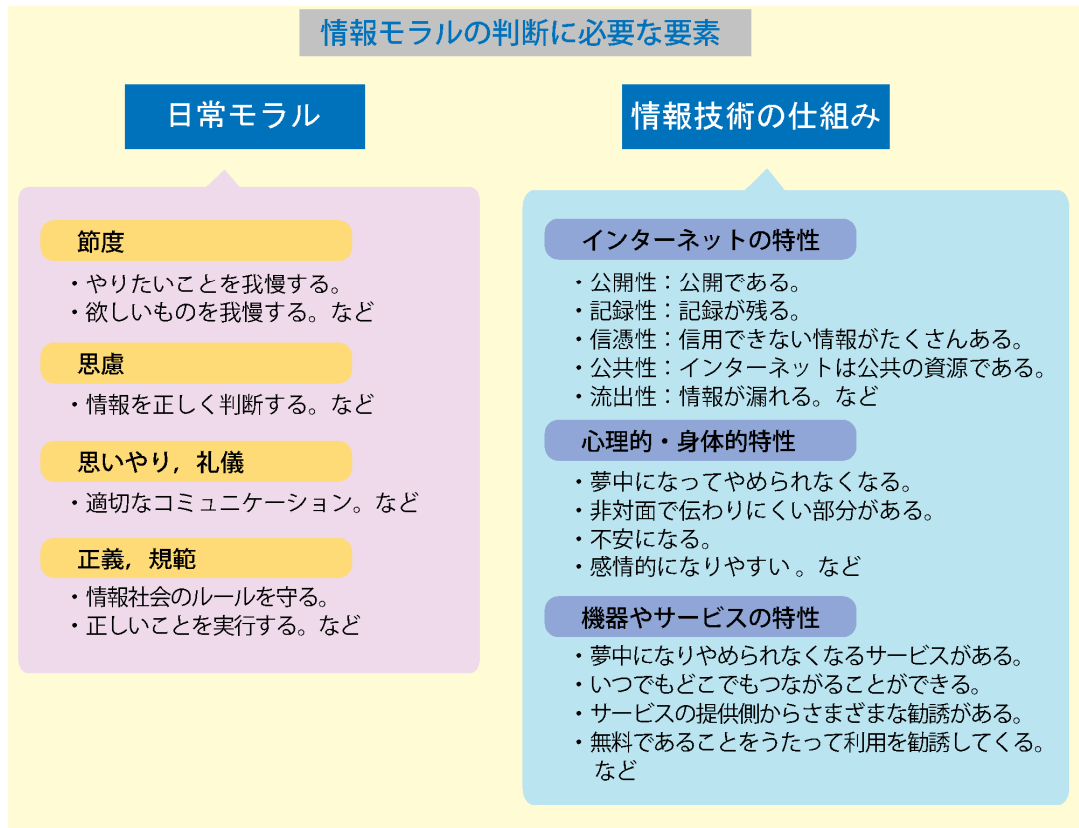 情報モラルの判断に必要な要素
日常モラル
節度
・やりたいことを我慢する。
・欲しいものを我慢する。など
思慮
・情報を正しく判断する。など
思いやり，礼儀
・適切なコミュニケーション。など
正義，規範
・情報社会のルールを守る。
・正しいことを実行する。など
情報技術の仕組み
インターネットの特性
・公開性：公開である。
・記録性：記録が残る。
・信憑性：信用できない情報がたくさんある。
・公共性：インターネットは公共の資源である。
・流出性：情報が漏れる。など
心理的・身体的特性
・夢中になってやめられなくなる。
・非対面で伝わりにくい部分がある。
・不安になる。
・感情的になりやすい 。など
機器やサービスの特性
・夢中になりやめられなくなるサービスがある。
・いつでもどこでもつながることができる。
・サービスの提供側からさまざまな勧誘がある。
・無料であることをうたって利用を勧誘してくる。
など